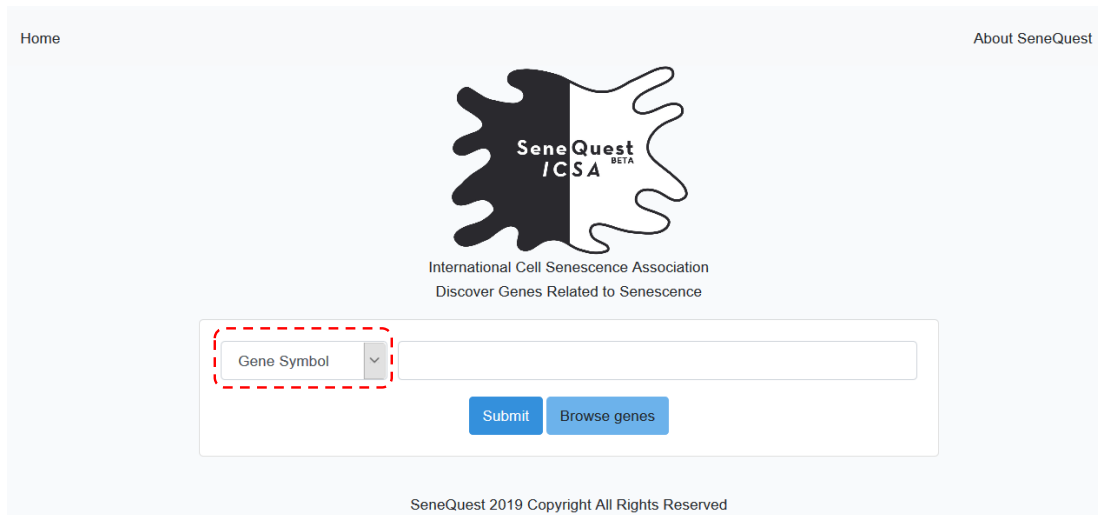 Home
About SeneQuest
SeneQuest
BETA
ICSA
International Cell Senescence Association
Discover Genes Related to Senescence
Gene Symbol
Submit
Browse genes
SeneQuest 2019 Copyright All Rights Reserved